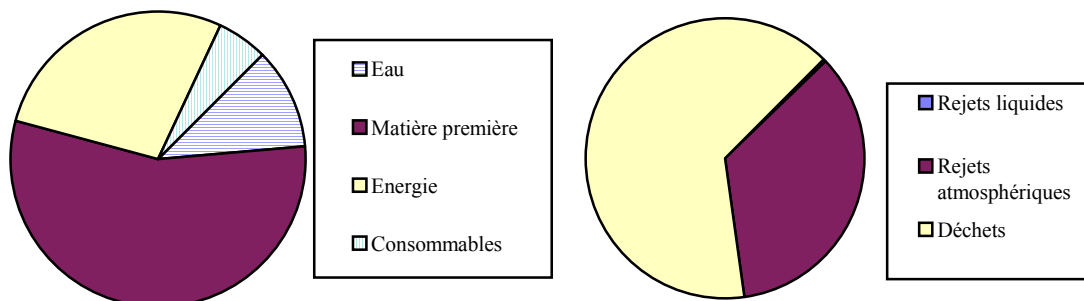 Eau
Matière première
Energie
Consommables
Rejets liquides
Rejets
atmosphériques
Déchets